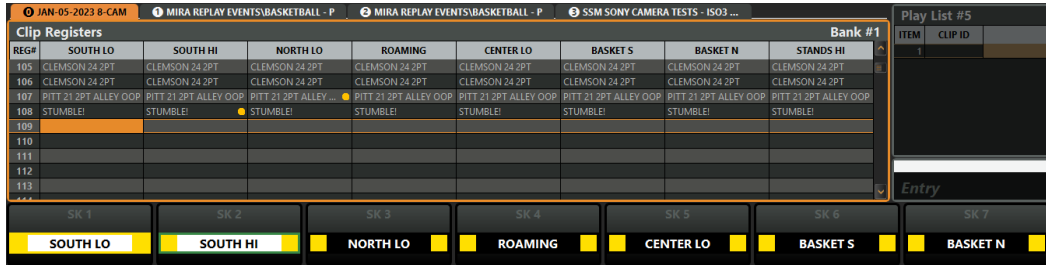 0 JAN-05-2023 8-CAM 1 MIRA REPLAY EVENTS\BASKETBALL - P 2 MIRA REPLAY EVENTS\BASKETBALL - P 3 SSM SONY CAMERA TESTS - ISO3 ... Play List #5
Clip Registers Bank #1 ITEM CLIP ID
REG# SOUTH LO SOUTH HI NORTH LO ROAMING CENTER LO BASKET S BASKET N STANDS HI 1
105 CLEMSON 24 2PT CLEMSON 24 2PT CLEMSON 24 2PT CLEMSON 24 2PT CLEMSON 24 2PT CLEMSON 24 2PT CLEMSON 24 2PT CLEMSON 24 2PT
106 CLEMSON 24 2PT CLEMSON 24 2PT CLEMSON 24 2PT CLEMSON 24 2PT CLEMSON 24 2PT CLEMSON 24 2PT CLEMSON 24 2PT CLEMSON 24 2PT
107 PITT 21 2PT ALLEY OOP PITT 21 2PT ALLEY OOP PITT 21 2PT ALLEY ... PITT 21 2PT ALLEY OOP PITT 21 2PT ALLEY OOP PITT 21 2PT ALLEY OOP PITT 21 2PT ALLEY OOP PITT 21 2PT ALLEY OOP
108 STUMBLE! STUMBLE! STUMBLE! STUMBLE! STUMBLE! STUMBLE! STUMBLE! STUMBLE!
109
110
111
112
113 Entry
SK 1 SK 2 SK 3 SK 4 SK 5 SK 6 SK 7
SOUTH LO SOUTH HI NORTH LO ROAMING CENTER LO BASKET S BASKET N